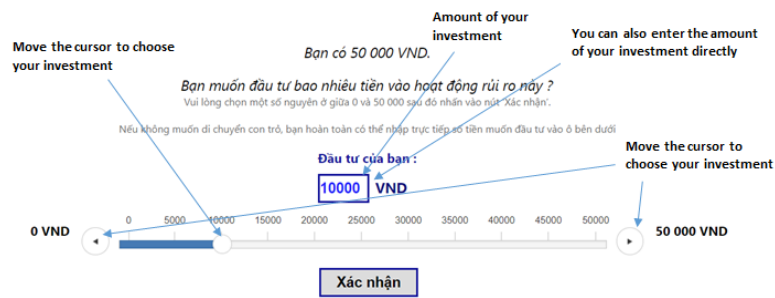 Amount of your
investment
You can also enter the amount
of your investment directly
Move the cursor to choose
your investment
Bạn có 50 000 VND.
Bạn muốn đầu tư bao nhiêu tiền vào hoạt động rủi ro này ?
Vui lòng chọn một số nguyên ở giữa 0 và 50 000 sau đó nhấn vào nút 'Xác nhận'.
Nếu không muốn di chuyển con trỏ, bạn hoàn toàn có thể nhập trực tiếp số tiền muốn đầu tư vào ô bên dưới
Move the cursor to
choose your investment
Đầu tư của bạn :
10000 VND
0 5000 10000 15000 20000 25000 30000 35000 40000 45000 50000
0 VND
50 000 VND
Xác nhận